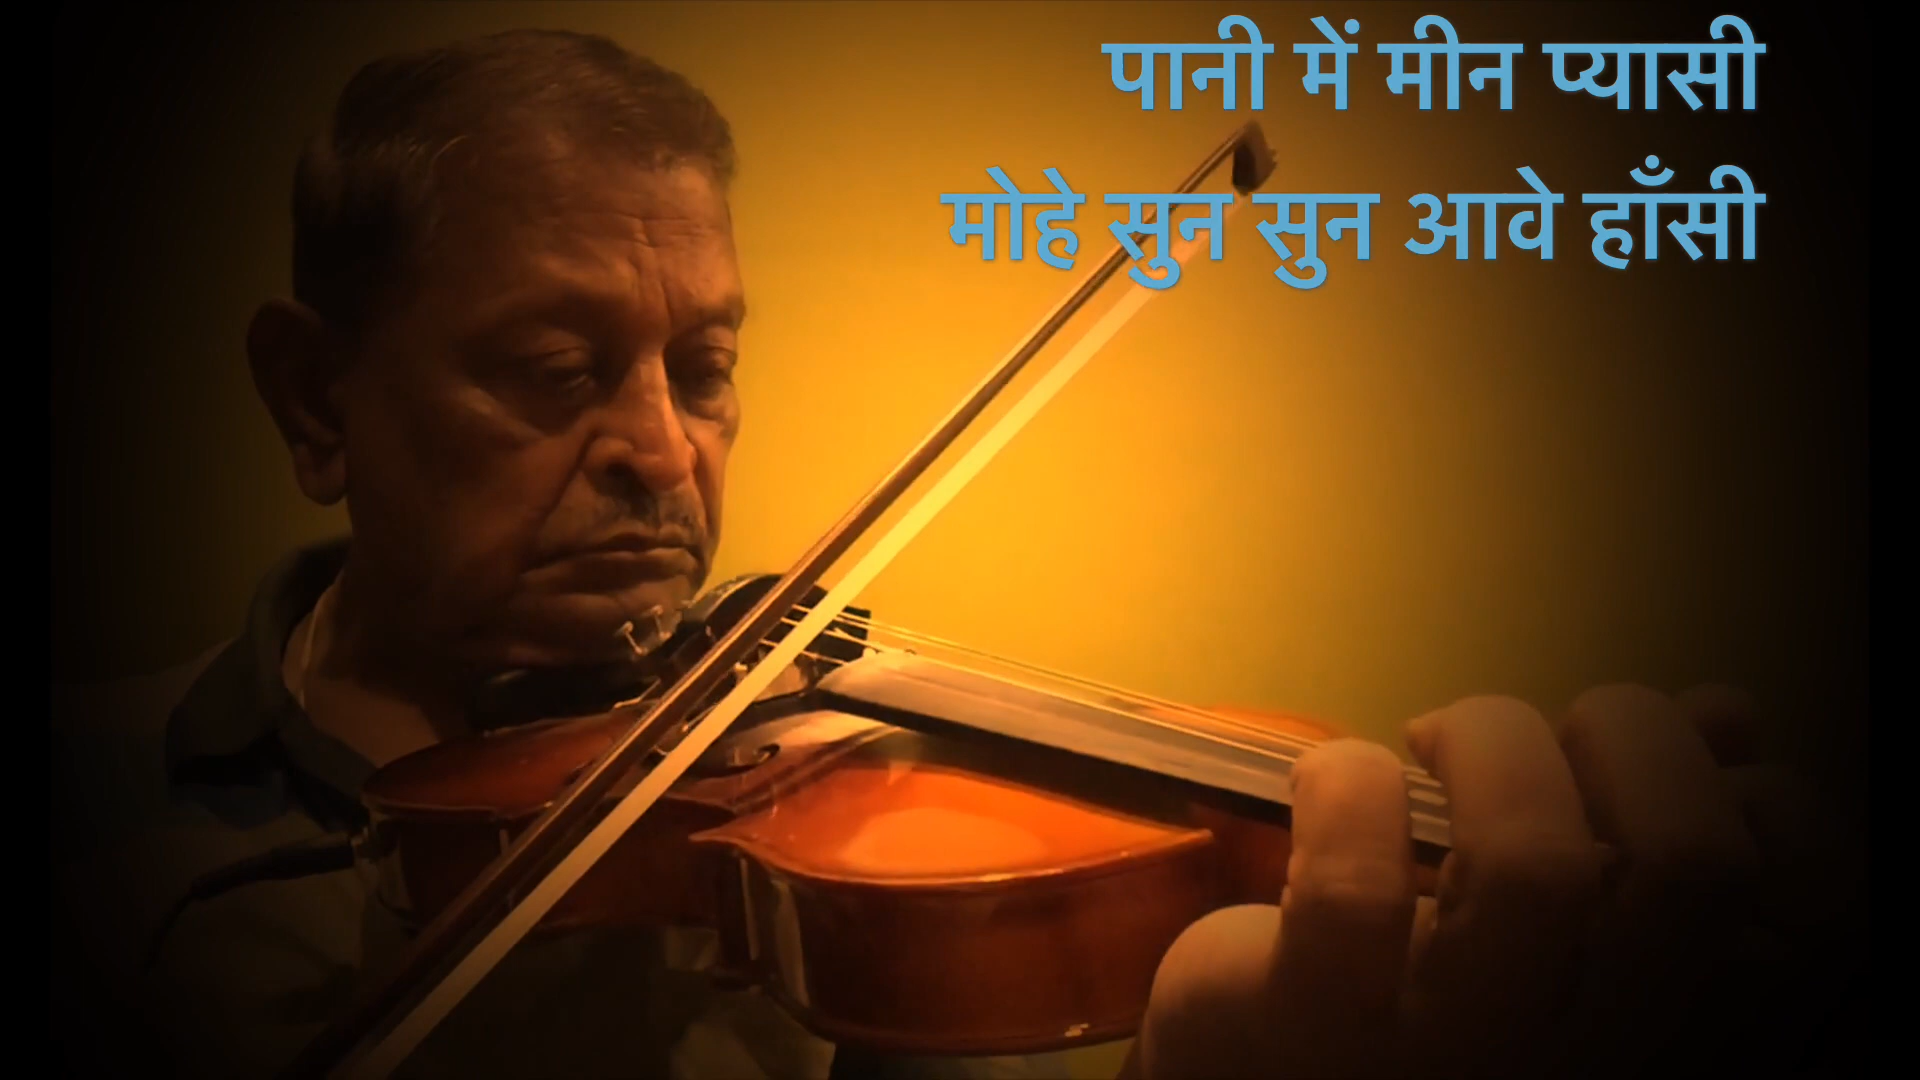 पानी में मीन प्यासी
मोहे सुन सुन आवे हाँसी